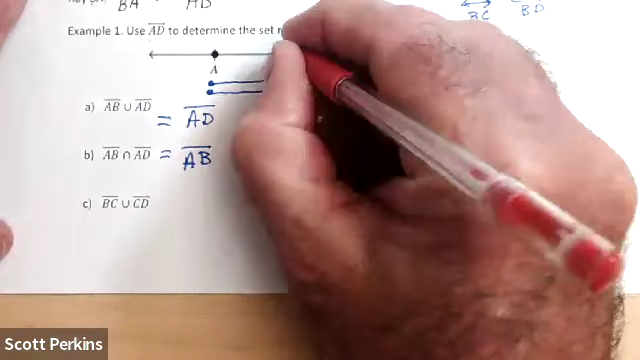 BA AD
BC BD
Example 1. Use AD to determine the set
A
a) AB ∪ AD = AD
b) AB ∩ AD = AB
c) BC ∪ CD
Scott Perkins